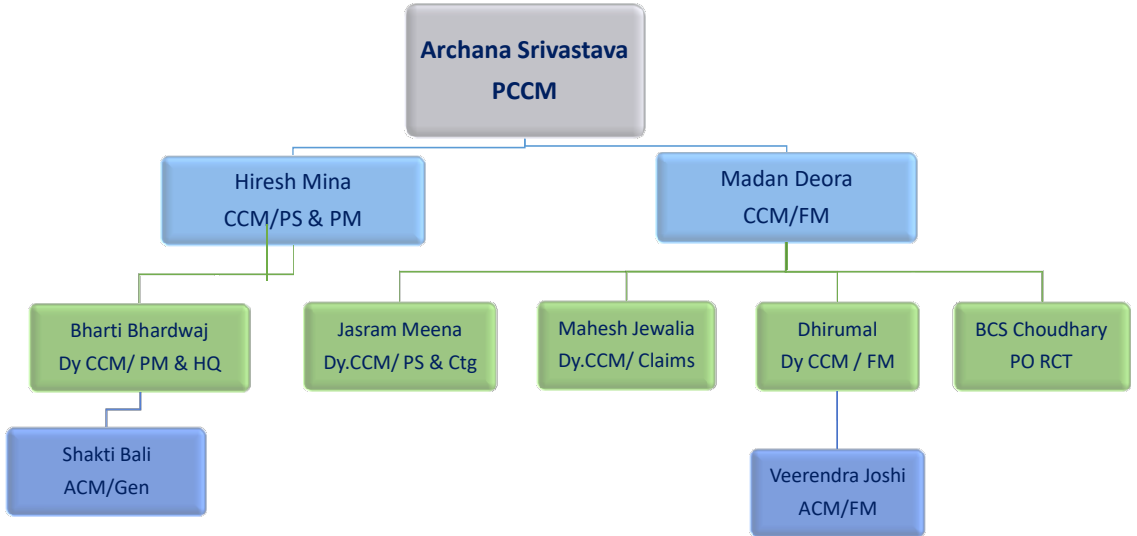 Archana Srivastava
PCCM
Hiresh Mina
CCM/PS & PM
Madan Deora
CCM/FM
Bharti Bhardwaj
Dy CCM/ PM & HQ
Jasram Meena
Dy.CCM/ PS & Ctg
Mahesh Jewalia
Dy.CCM/ Claims
Dhirumal
Dy CCM / FM
BCS Choudhary
PO RCT
Shakti Bali
ACM/Gen
Veerendra Joshi
ACM/FM